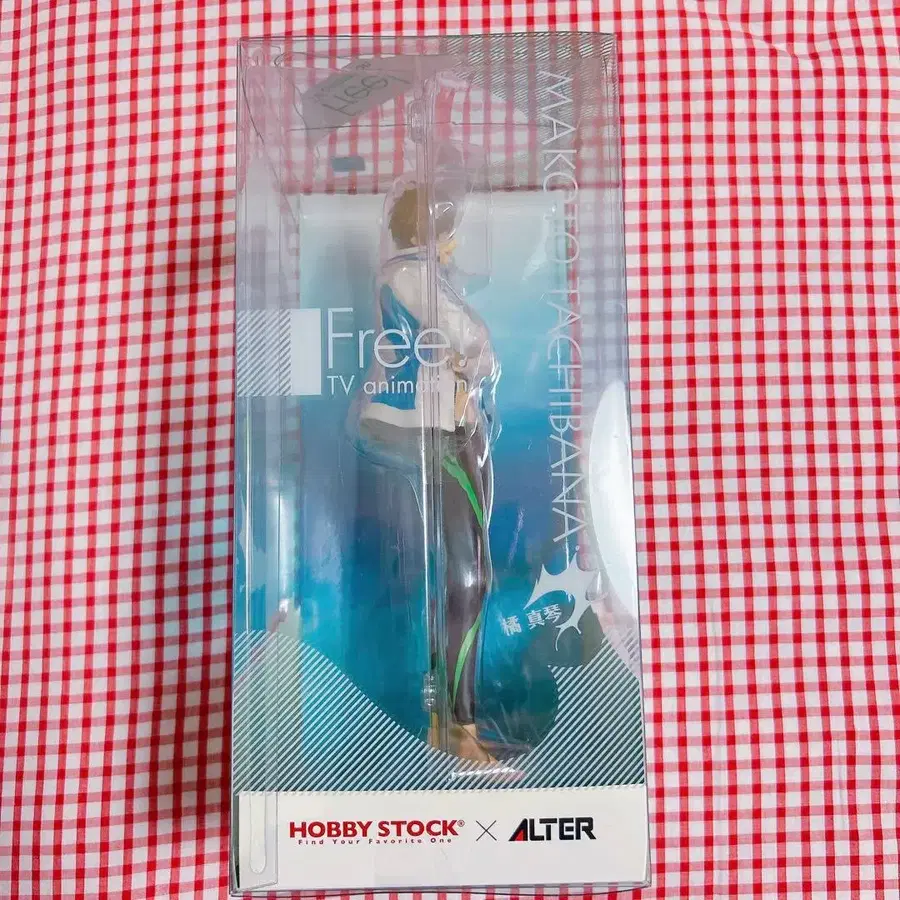 MAKOTO TACHIBANA
Free!
TV animation
橘 真琴
HOBBY STOCK®
Find Your Favorite One
×
ALTER